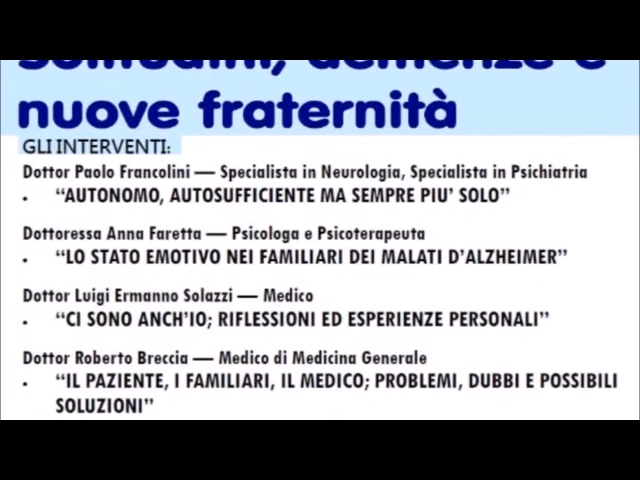 Solitudini, demenze e
nuove fraternità
GLI INTERVENTI:
Dottor Paolo Francolini — Specialista in Neurologia, Specialista in Psichiatria
• “AUTONOMO, AUTOSUFFICIENTE MA SEMPRE PIU’ SOLO”
Dottoressa Anna Faretta — Psicologa e Psicoterapeuta
• “LO STATO EMOTIVO NEI FAMILIARI DEI MALATI D’ALZHEIMER”
Dottor Luigi Ermanno Solazzi — Medico
• “CI SONO ANCH’IO; RIFLESSIONI ED ESPERIENZE PERSONALI”
Dottor Roberto Breccia — Medico di Medicina Generale
• “IL PAZIENTE, I FAMILIARI, IL MEDICO; PROBLEMI, DUBBI E POSSIBILI
SOLUZIONI”